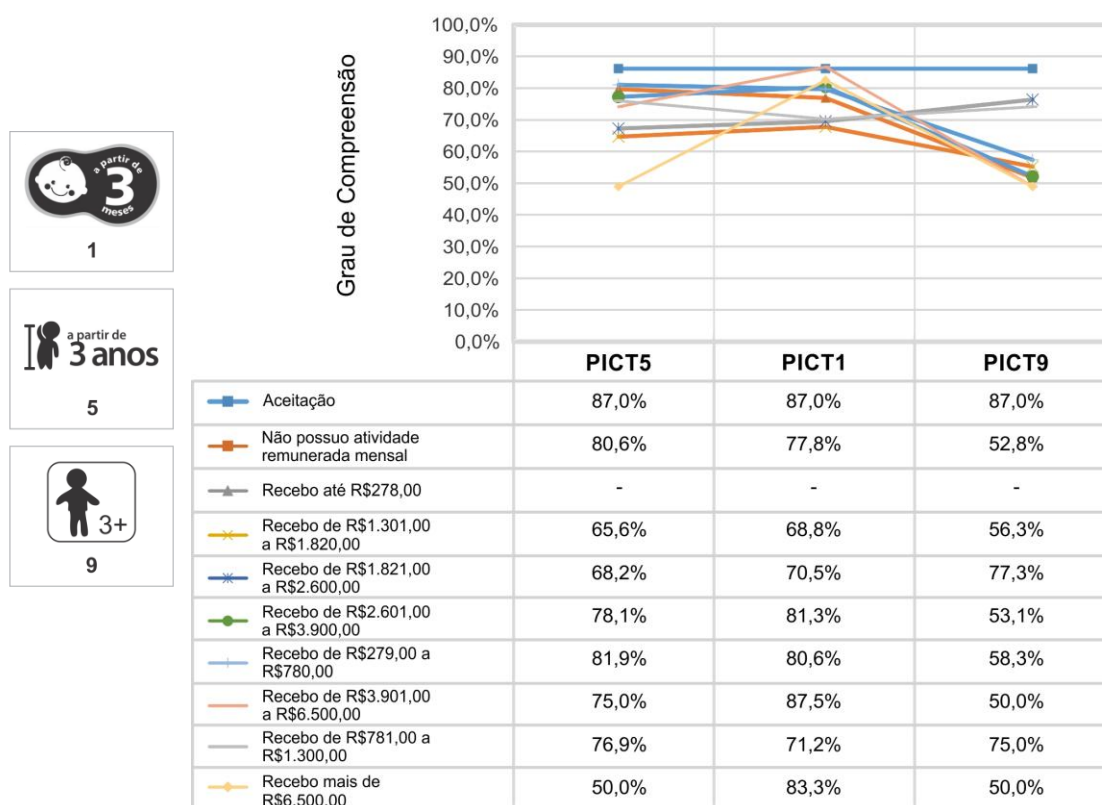 a partir de
3
meses
1
a partir de
3 anos
5
3+
9
Grau de Compreensão
100,0%
90,0%
80,0%
70,0%
60,0%
50,0%
40,0%
30,0%
20,0%
10,0%
0,0%
PICT5 PICT1 PICT9
Aceitação 87,0% 87,0% 87,0%
Não possuo atividade
remunerada mensal 80,6% 77,8% 52,8%
Recebo até R$278,00 - - -
Recebo de R$1.301,00
a R$1.820,00 65,6% 68,8% 56,3%
Recebo de R$1.821,00
a R$2.600,00 68,2% 70,5% 77,3%
Recebo de R$2.601,00
a R$3.900,00 78,1% 81,3% 53,1%
Recebo de R$279,00 a
R$780,00 81,9% 80,6% 58,3%
Recebo de R$3.901,00
a R$6.500,00 75,0% 87,5% 50,0%
Recebo de R$781,00 a
R$1.300,00 76,9% 71,2% 75,0%
Recebo mais de
R$6.500,00 50,0% 83,3% 50,0%